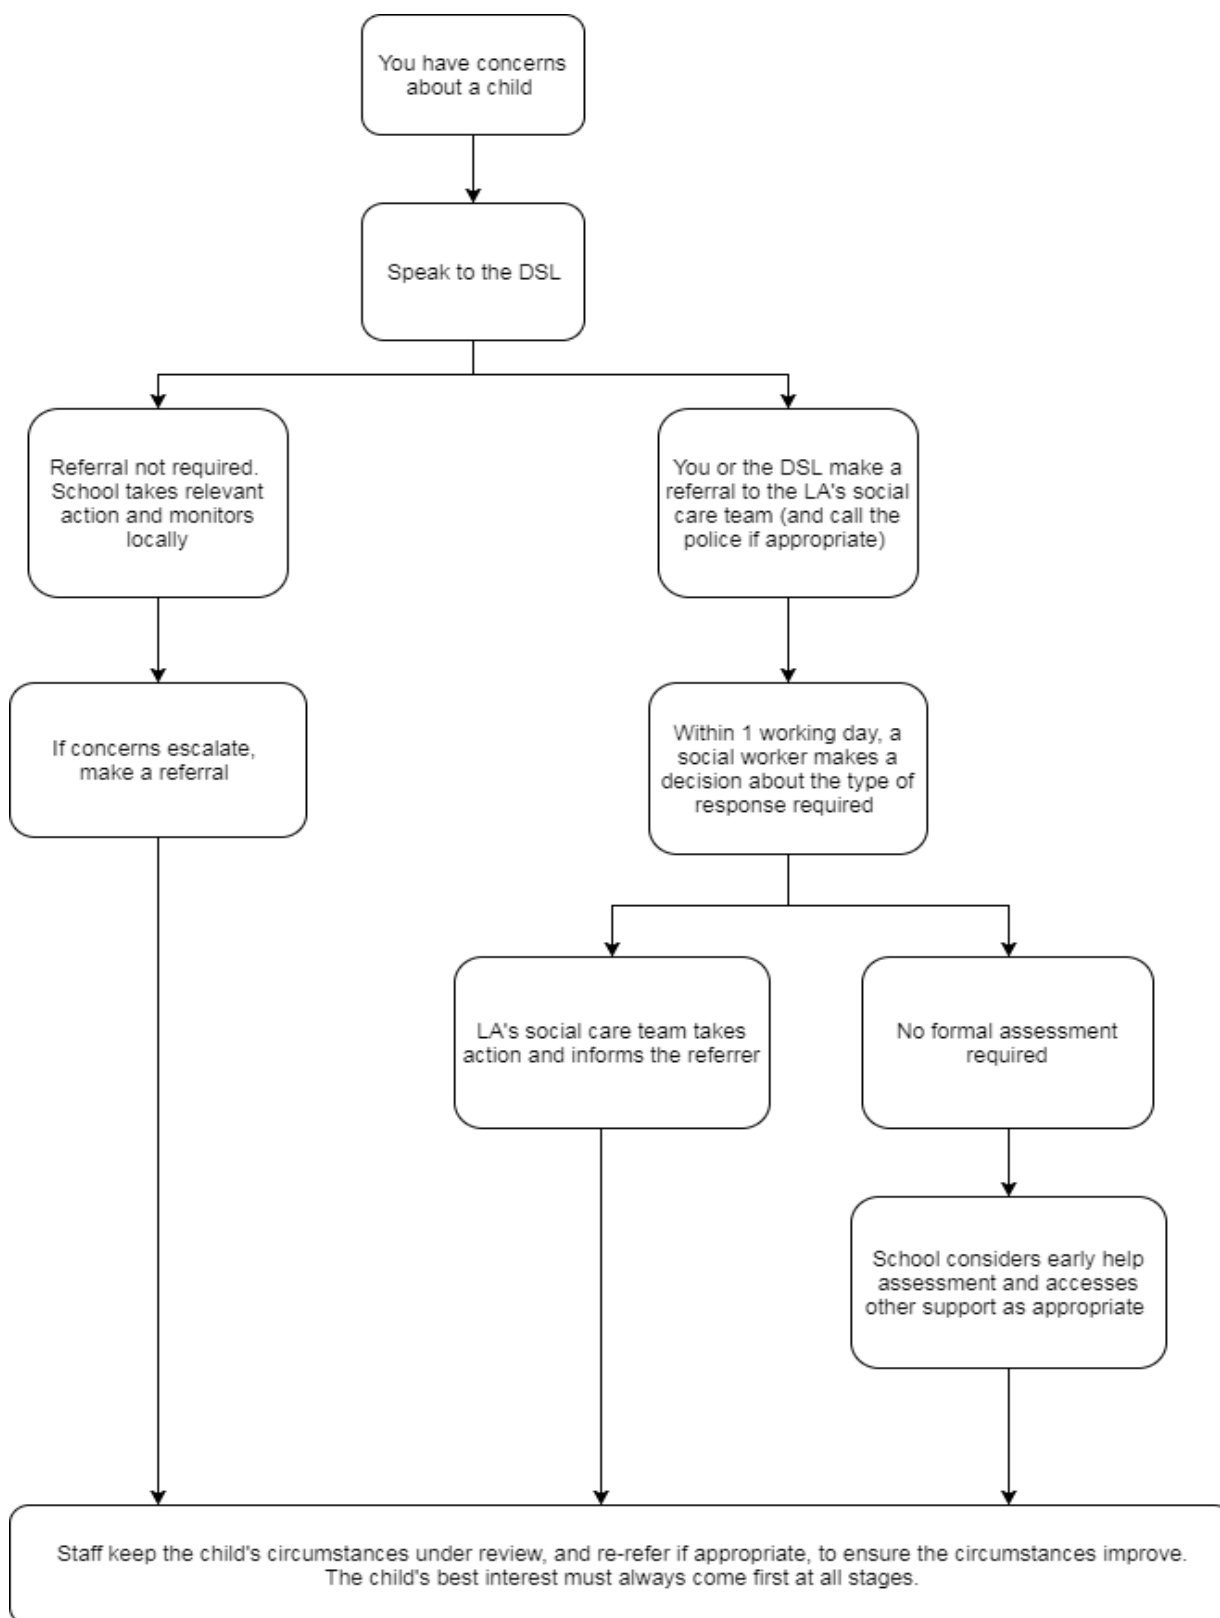 You have concerns
about a child
Speak to the DSL
Referral not required.
School takes relevant
action and monitors
locally
You or the DSL make a
referral to the LA's social
care team (and call the
police if appropriate)
If concerns escalate,
make a referral
Within 1 working day, a
social worker makes a
decision about the type of
response required
LA's social care team takes
action and informs the referrer
No formal assessment
required
School considers early help
assessment and accesses
other support as appropriate
Staff keep the child's circumstances under review, and re-refer if appropriate, to ensure the circumstances improve.
The child's best interest must always come first at all stages.